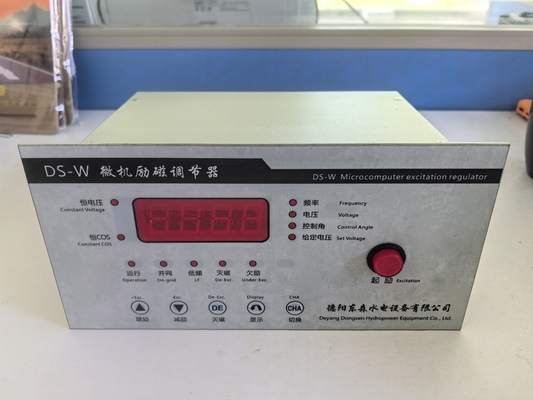 DS-W 微机励磁调节器
DS-W Microcomputer excitation regulator
恒电压
Constant Voltage
恒COS
Constant COS
频率 Frequency
电压 Voltage
控制角 Control Angle
给定电压 Set Voltage
运行 并网 低频 灭磁 欠励
Operation On-grid Lf De-Exc. Under-Exc.
起励 Excitation
+Exc. Exc. De-Exc. Display CHA
DE CHA
增励 减励 灭磁 显示 切换
德阳东森水电设备有限公司
Deyang Dongsen Hydropower Equipment Co., Ltd.